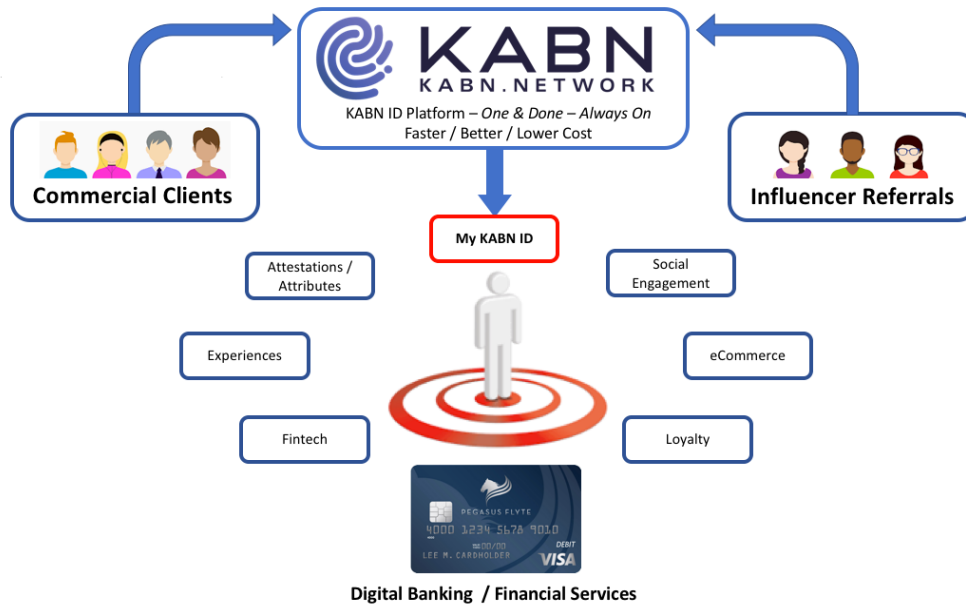 KABN
KABN.NETWORK
KABN ID Platform – One & Done – Always On
Faster / Better / Lower Cost
Commercial Clients
Influencer Referrals
My KABN ID
Attestations /
Attributes
Social
Engagement
Experiences
eCommerce
Fintech
Loyalty
PEGASUS FLYTE
4000 1234 5678 9010
00/00
DEBIT
LEE M. CARDHOLDER
VISA
Digital Banking / Financial Services